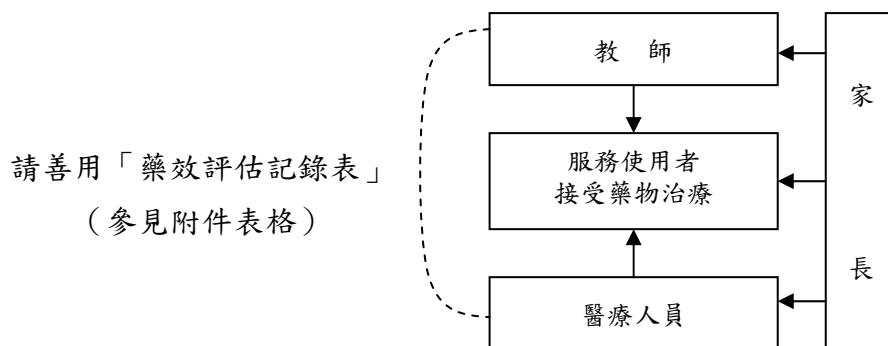 教 師
家
長
服務使用者
接受藥物治療
請善用「藥效評估記錄表」
（參見附件表格）
醫療人員